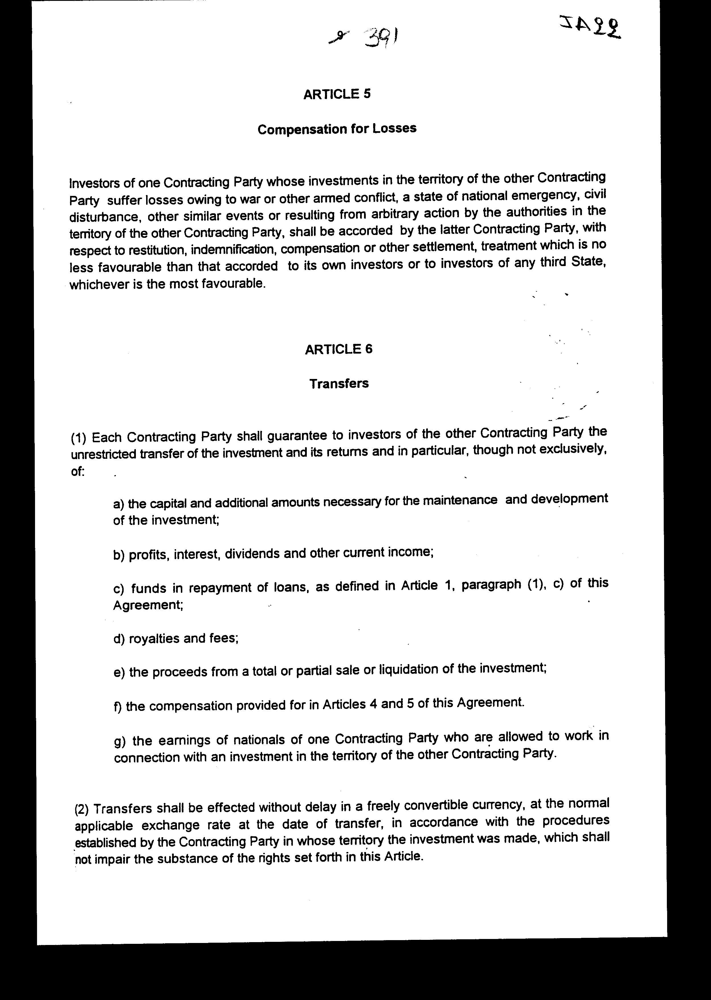 391
ARTICLE 5
Compensation for Losses
Investors of one Contracting Party whose investments in the territory of the other Contracting
Party suffer losses owing to war or other armed conflict, a state of national emergency, civil
disturbance, other similar events or resulting from arbitrary action by the authorities in the
territory of the other Contracting Party, shall be accorded by the latter Contracting Party, with
respect to restitution, indemnification, compensation or other settlement, treatment which is no
less favourable than that accorded to its own investors or to investors of any third State,
whichever is the most favourable.
ARTICLE 6
Transfers
(1) Each Contracting Party shall guarantee to investors of the other Contracting Party the
unrestricted transfer of the investment and its returns and in particular, though not exclusively,
of:
a) the capital and additional amounts necessary for the maintenance and development
of the investment;
b) profits, interest, dividends and other current income;
c) funds in repayment of loans, as defined in Article 1, paragraph (1), c) of this
Agreement;
d) royalties and fees;
e) the proceeds from a total or partial sale or liquidation of the investment;
f) the compensation provided for in Articles 4 and 5 of this Agreement.
g) the earnings of nationals of one Contracting Party who are allowed to work in
connection with an investment in the territory of the other Contracting Party.
(2) Transfers shall be effected without delay in a freely convertible currency, at the normal
applicable exchange rate at the date of transfer, in accordance with the procedures
established by the Contracting Party in whose territory the investment was made, which shall
not impair the substance of the rights set forth in this Article.